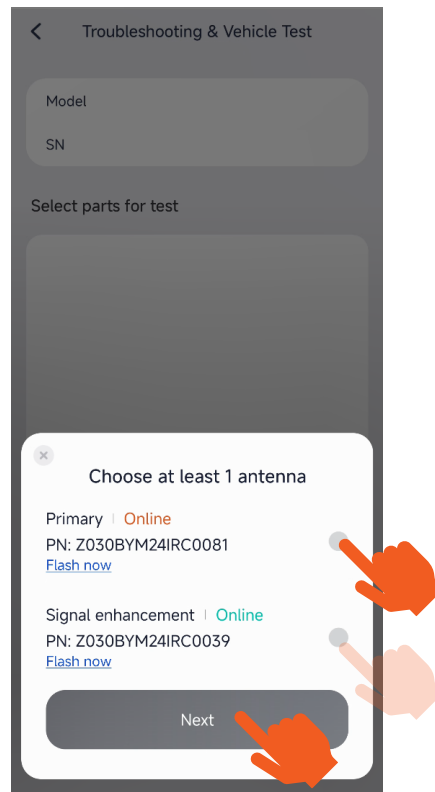 Troubleshooting & Vehicle Test
Model
SN
Select parts for test
Choose at least 1 antenna
Primary | Online
PN: Z030BYM24IRC0081
Flash now
Signal enhancement | Online
PN: Z030BYM24IRC0039
Flash now
Next